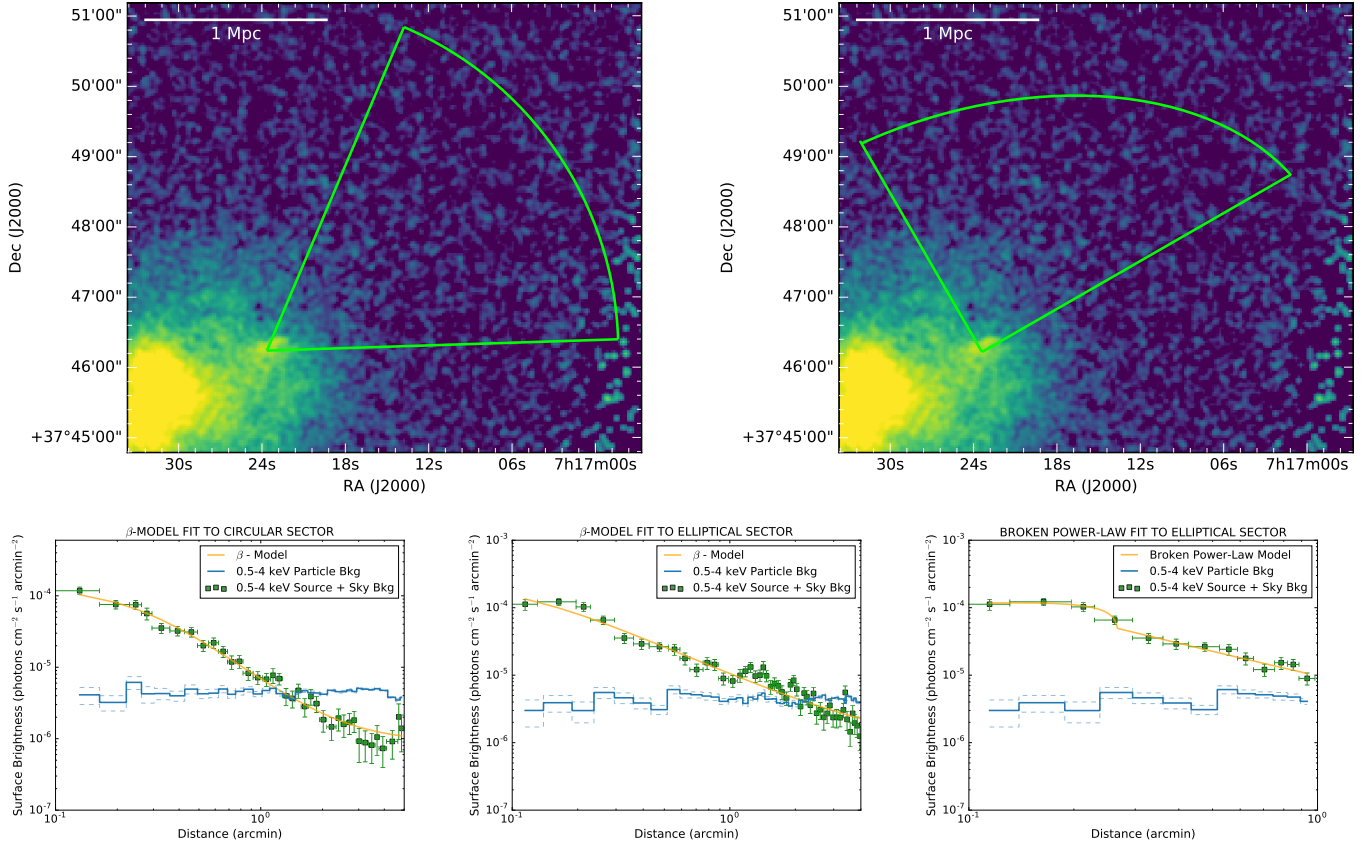 51'00"
50'00"
49'00"
48'00"
47'00"
46'00"
+37°45'00"
Dec (J2000)
1 Mpc
30s 24s 18s 12s 06s 7h17m00s
RA (J2000)
51'00"
50'00"
49'00"
48'00"
47'00"
46'00"
+37°45'00"
Dec (J2000)
1 Mpc
30s 24s 18s 12s 06s 7h17m00s
RA (J2000)
β-MODEL FIT TO CIRCULAR SECTOR
β - Model
0.5-4 keV Particle Bkg
0.5-4 keV Source + Sky Bkg
Surface Brightness (photons cm⁻² s⁻¹ arcmin⁻²)
10⁻⁴
10⁻⁵
10⁻⁶
10⁻⁷
10⁻¹ 10⁰
Distance (arcmin)
β-MODEL FIT TO ELLIPTICAL SECTOR
β - Model
0.5-4 keV Particle Bkg
0.5-4 keV Source + Sky Bkg
Surface Brightness (photons cm⁻² s⁻¹ arcmin⁻²)
10⁻³
10⁻⁴
10⁻⁵
10⁻⁶
10⁻⁷
10⁻¹ 10⁰
Distance (arcmin)
BROKEN POWER-LAW FIT TO ELLIPTICAL SECTOR
Broken Power-Law Model
0.5-4 keV Particle Bkg
0.5-4 keV Source + Sky Bkg
Surface Brightness (photons cm⁻² s⁻¹ arcmin⁻²)
10⁻³
10⁻⁴
10⁻⁵
10⁻⁶
10⁻⁷
10⁻¹ 10⁰
Distance (arcmin)